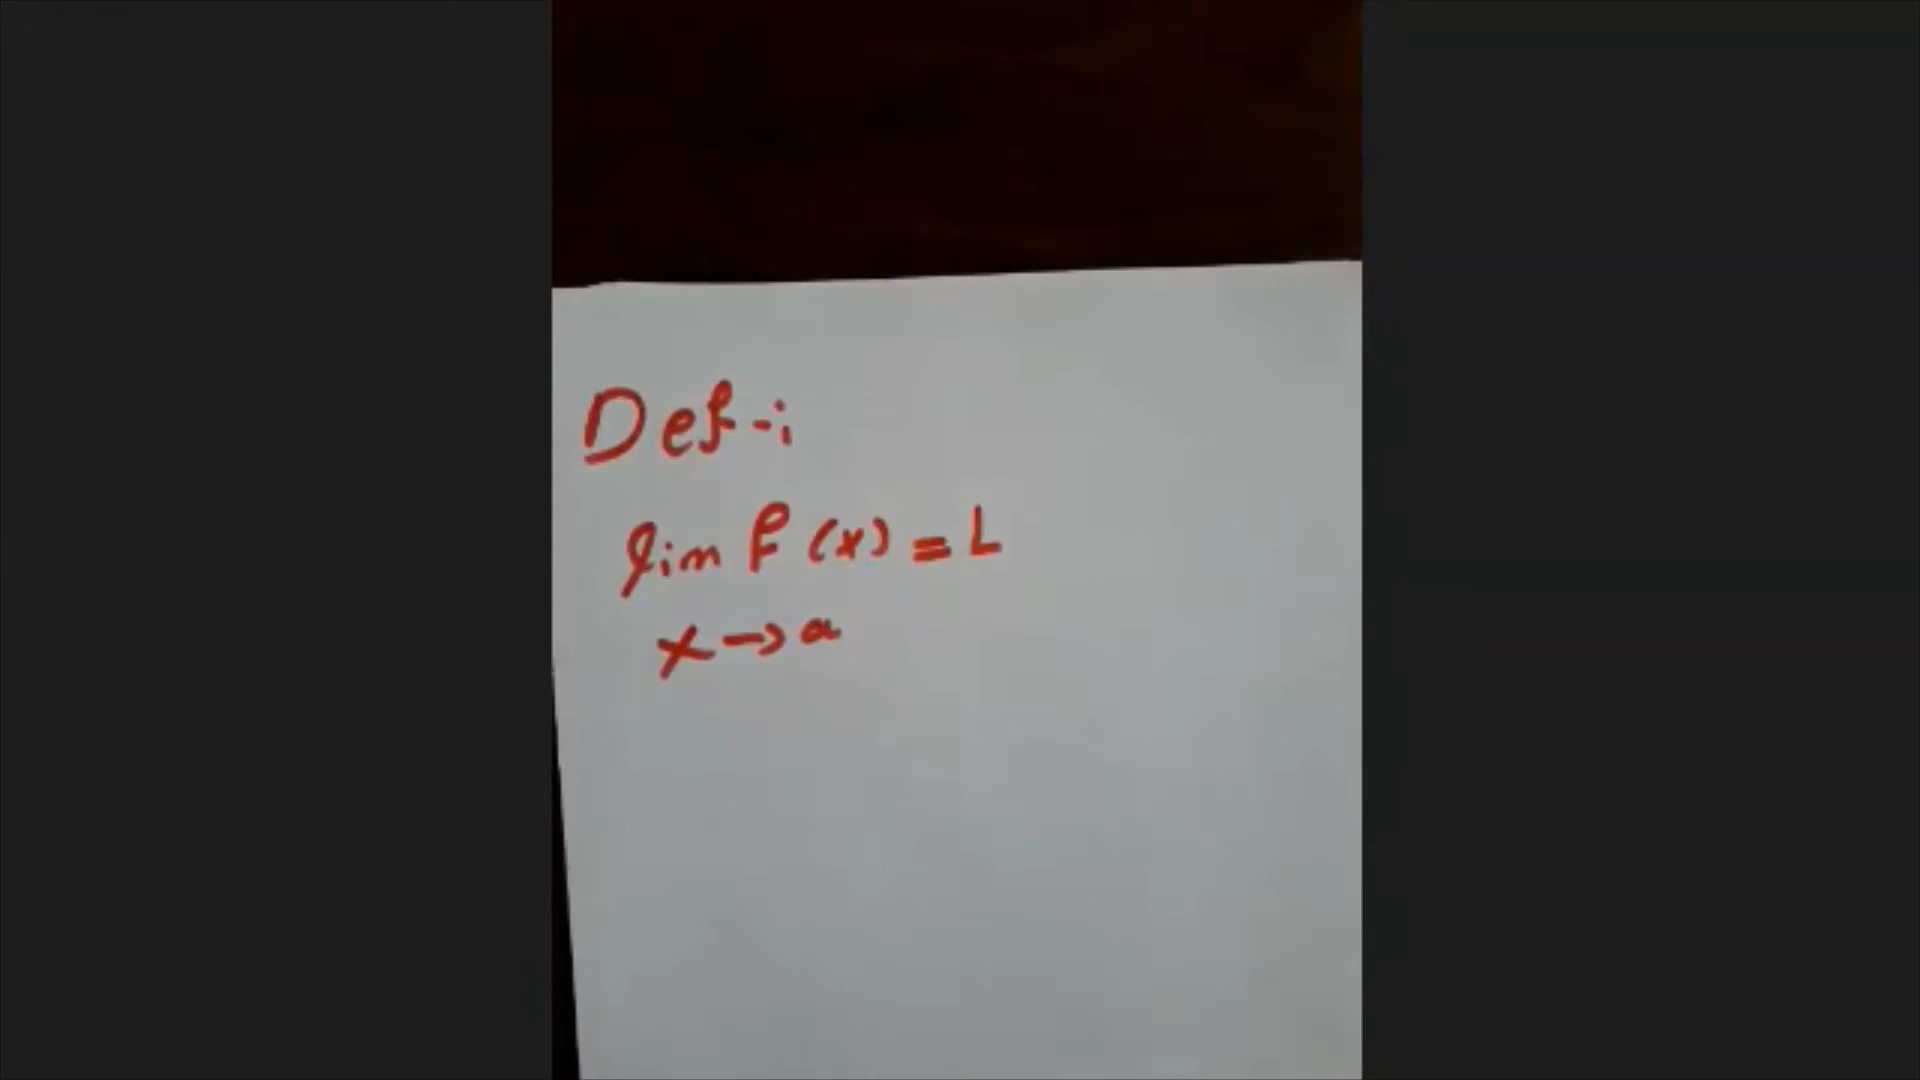 Def-:
lim f(x) = L
x → a